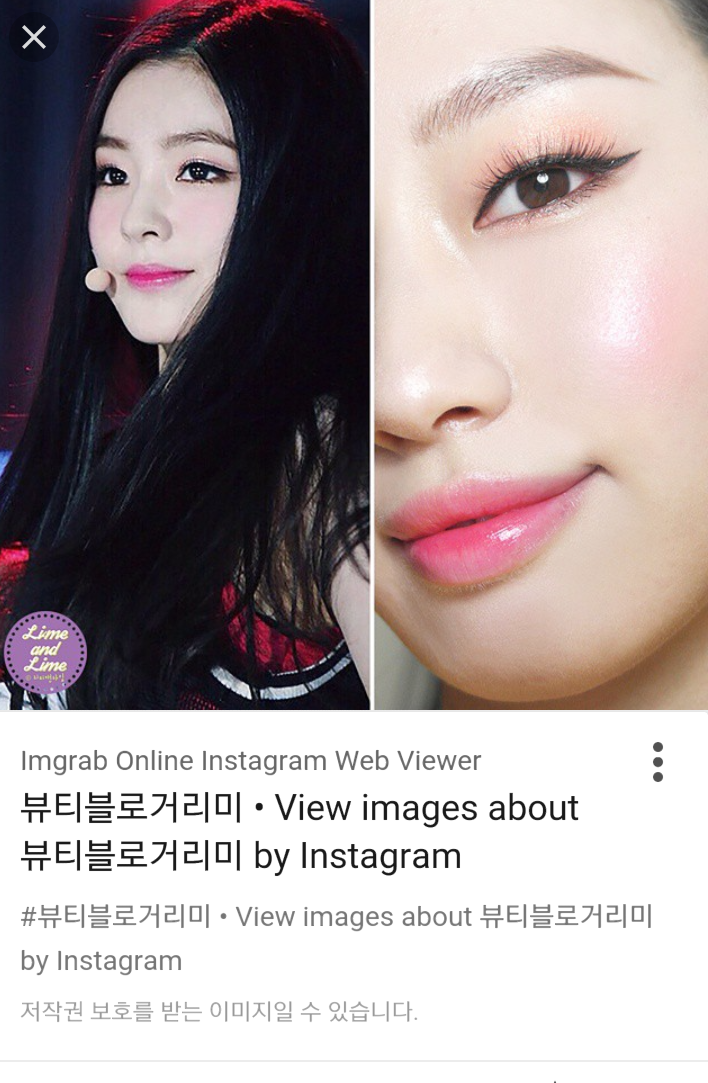 Lime
and
Lime
Imgrab Online Instagram Web Viewer
뷰티블로거리미 • View images about
뷰티블로거리미 by Instagram
#뷰티블로거리미 • View images about 뷰티블로거리미
by Instagram
저작권 보호를 받는 이미지일 수 있습니다.